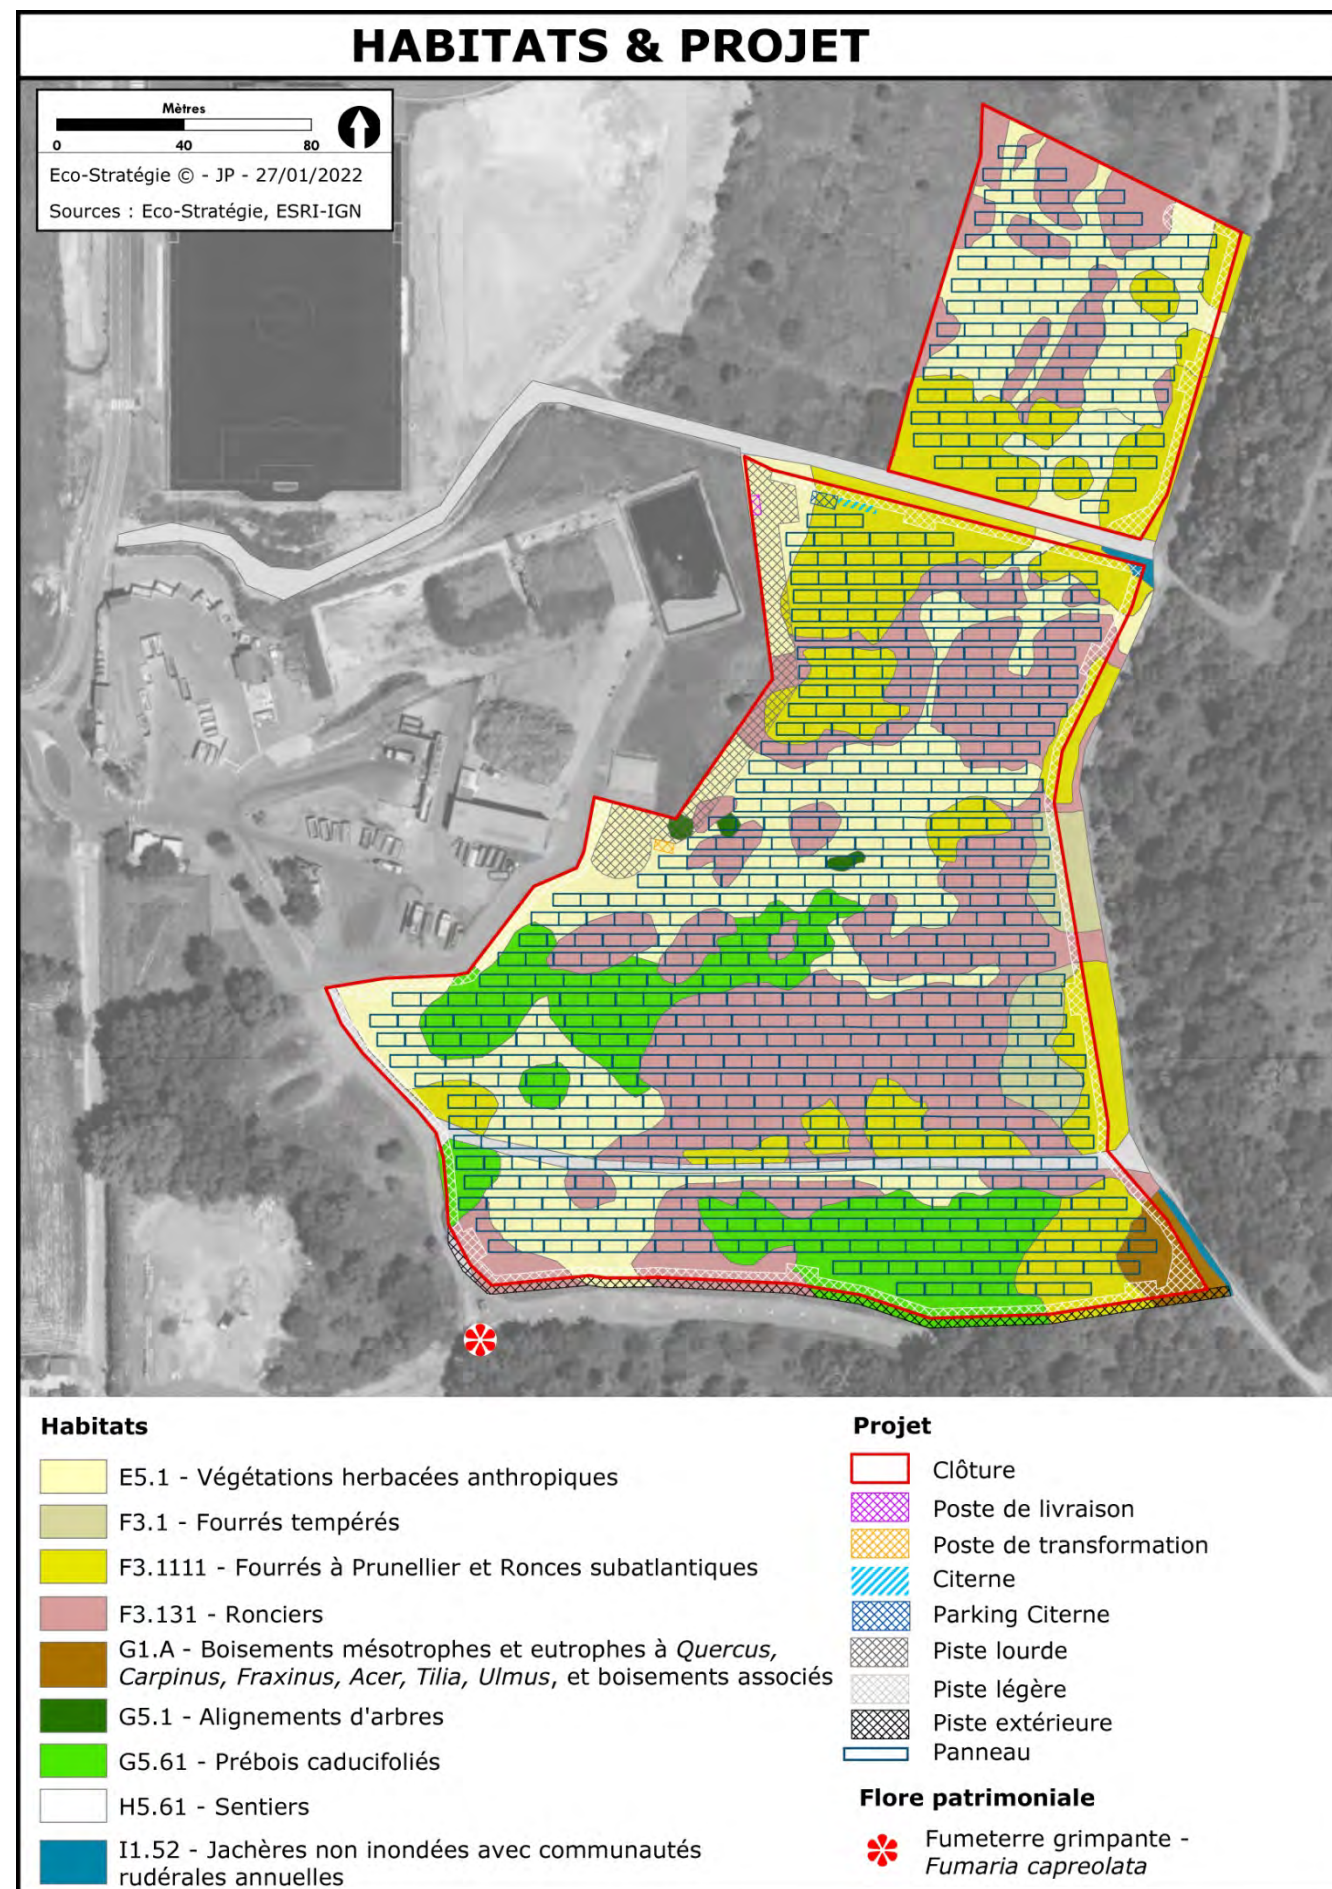 HABITATS & PROJET
Mètres
0 40 80
Eco-Stratégie © - JP - 27/01/2022
Sources : Eco-Stratégie, ESRI-IGN
Habitats
E5.1 - Végétations herbacées anthropiques
F3.1 - Fourrés tempérés
F3.1111 - Fourrés à Prunellier et Ronces subatlantiques
F3.131 - Ronciers
G1.A - Boisements mésotrophes et eutrophes à Quercus,
Carpinus, Fraxinus, Acer, Tilia, Ulmus, et boisements associés
G5.1 - Alignements d'arbres
G5.61 - Prébois caducifoliés
H5.61 - Sentiers
I1.52 - Jachères non inondées avec communautés
rudérales annuelles
Projet
Clôture
Poste de livraison
Poste de transformation
Citerne
Parking Citerne
Piste lourde
Piste légère
Piste extérieure
Panneau
Flore patrimoniale
Fumeterre grimpante -
Fumaria capreolata